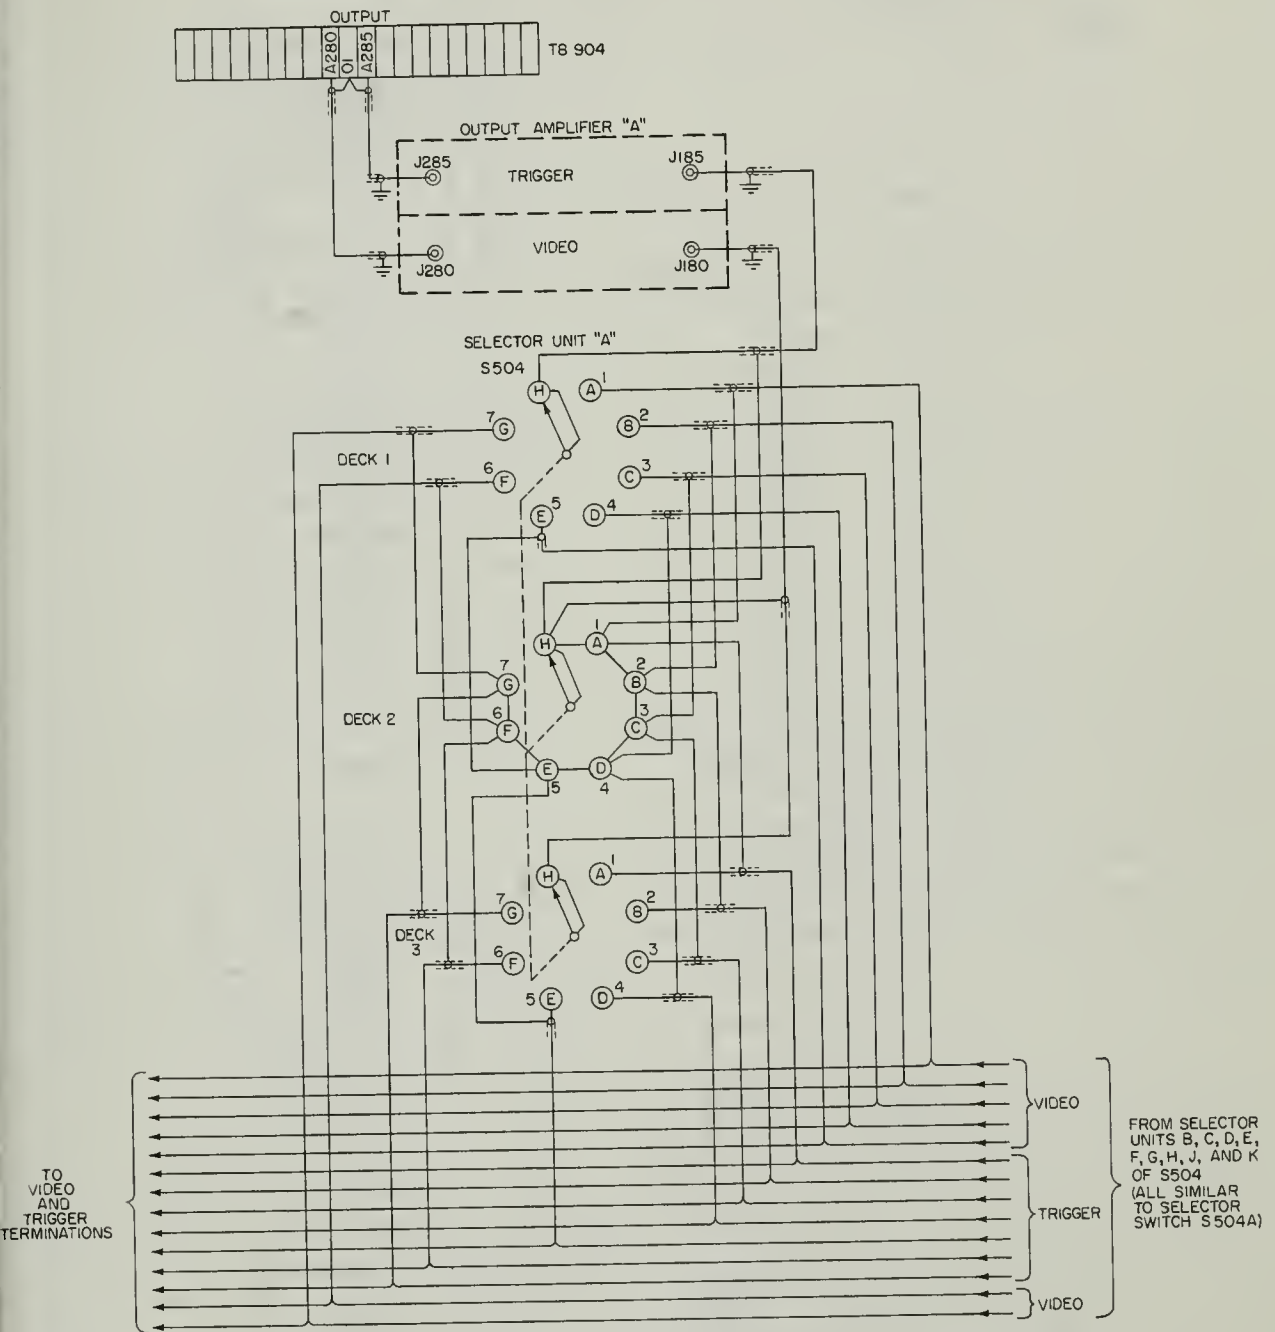 OUTPUT
A280
01
A285
TB 904
OUTPUT AMPLIFIER "A"
J285
TRIGGER
J185
J280
VIDEO
J180
SELECTOR UNIT "A"
S504
H
A 1
7 G
B 2
DECK 1
6 F
C 3
E 5
D 4
H
1 A
7 G
2 B
DECK 2
6 F
3 C
E 5
D 4
H
A 1
7 G
B 2
DECK
3
6 F
C 3
5 E
D 4
VIDEO
TRIGGER
VIDEO
FROM SELECTOR
UNITS B, C, D, E,
F, G, H, J, AND K
OF S504
(ALL SIMILAR
TO SELECTOR
SWITCH S504A)
TO
VIDEO
AND
TRIGGER
TERMINATIONS